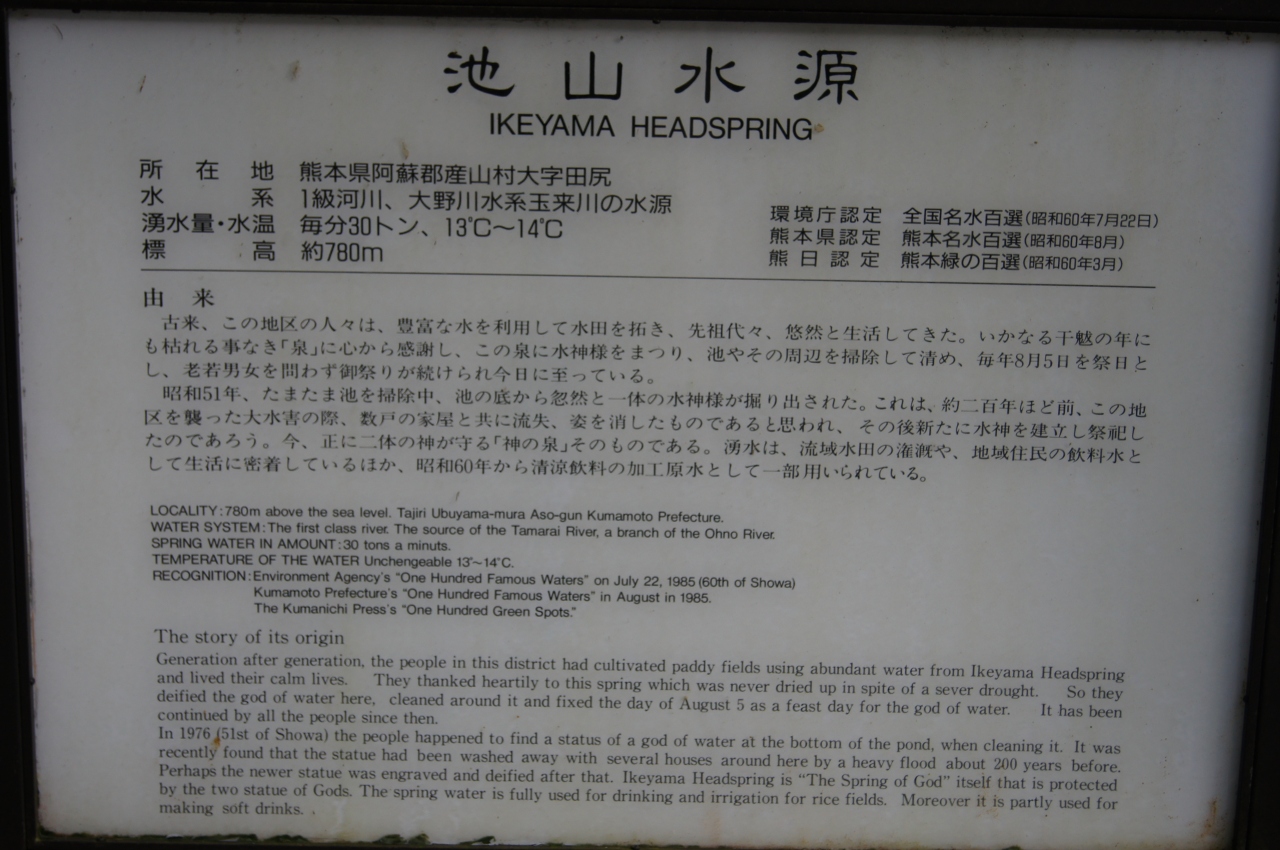 池山水源
IKEYAMA HEADSPRING
所在地 熊本県阿蘇郡産山村大字田尻
水系 1級河川、大野川水系玉来川の水源
湧水量・水温 毎分30トン、13℃～14℃
標高 約780m
環境庁認定 全国名水百選(昭和60年7月22日)
熊本県認定 熊本名水百選(昭和60年8月)
熊日認定 熊本緑の百選(昭和60年3月)
由来
古来、この地区の人々は、豊富な水を利用して水田を拓き、先祖代々、悠然と生活してきた。いかなる干魃の年に
も枯れる事なき「泉」に心から感謝し、この泉に水神様をまつり、池やその周辺を掃除して清め、毎年8月5日を祭日と
し、老若男女を問わず御祭りが続けられ今日に至っている。
昭和51年、たまたま池を掃除中、池の底から忽然と一体の水神様が掘り出された。これは、約二百年ほど前、この地
区を襲った大水害の際、数戸の家屋と共に流失、姿を消したものであると思われ、その後新たに水神を建立し祭祀し
たのであろう。今、正に二体の神が守る「神の泉」そのものである。湧水は、流域水田の潅漑や、地域住民の飲料水と
して生活に密着しているほか、昭和60年から清涼飲料の加工原水として一部用いられている。
LOCALITY:780m above the sea level. Tajiri Ubuyama-mura Aso-gun Kumamoto Prefecture.
WATER SYSTEM:The first class river. The source of the Tamarai River, a branch of the Ohno River.
SPRING WATER IN AMOUNT:30 tons a minuts.
TEMPERATURE OF THE WATER Unchengeable 13°~14℃.
RECOGNITION:Environment Agency's "One Hundred Famous Waters" on July 22, 1985 (60th of Showa)
Kumamoto Prefecture's "One Hundred Famous Waters" in August in 1985.
The Kumanichi Press's "One Hundred Green Spots."
The story of its origin
Generation after generation, the people in this district had cultivated paddy fields using abundant water from Ikeyama Headspring
and lived their calm lives. They thanked heartily to this spring which was never dried up in spite of a sever drought. So they
deified the god of water here, cleaned around it and fixed the day of August 5 as a feast day for the god of water. It has been
continued by all the people since then.
In 1976 (51st of Showa) the people happened to find a status of a god of water at the bottom of the pond, when cleaning it. It was
recently found that the statue had been washed away with several houses around here by a heavy flood about 200 years before.
Perhaps the newer statue was engraved and deified after that. Ikeyama Headspring is "The Spring of God" itself that is protected
by the two statue of Gods. The spring water is fully used for drinking and irrigation for rice fields. Moreover it is partly used for
making soft drinks.